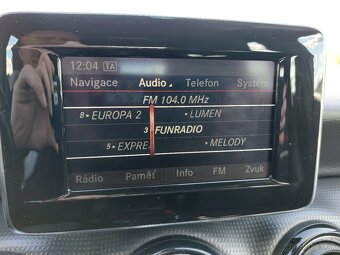 12:04 TA
Navigace Audio Telefon Systém
FM 104.0 MHz
8 • EUROPA 2 • LUMEN
3 FUNRADIO
5 • EXPRE • MELODY
Rádio Paměť Info FM Zvuk